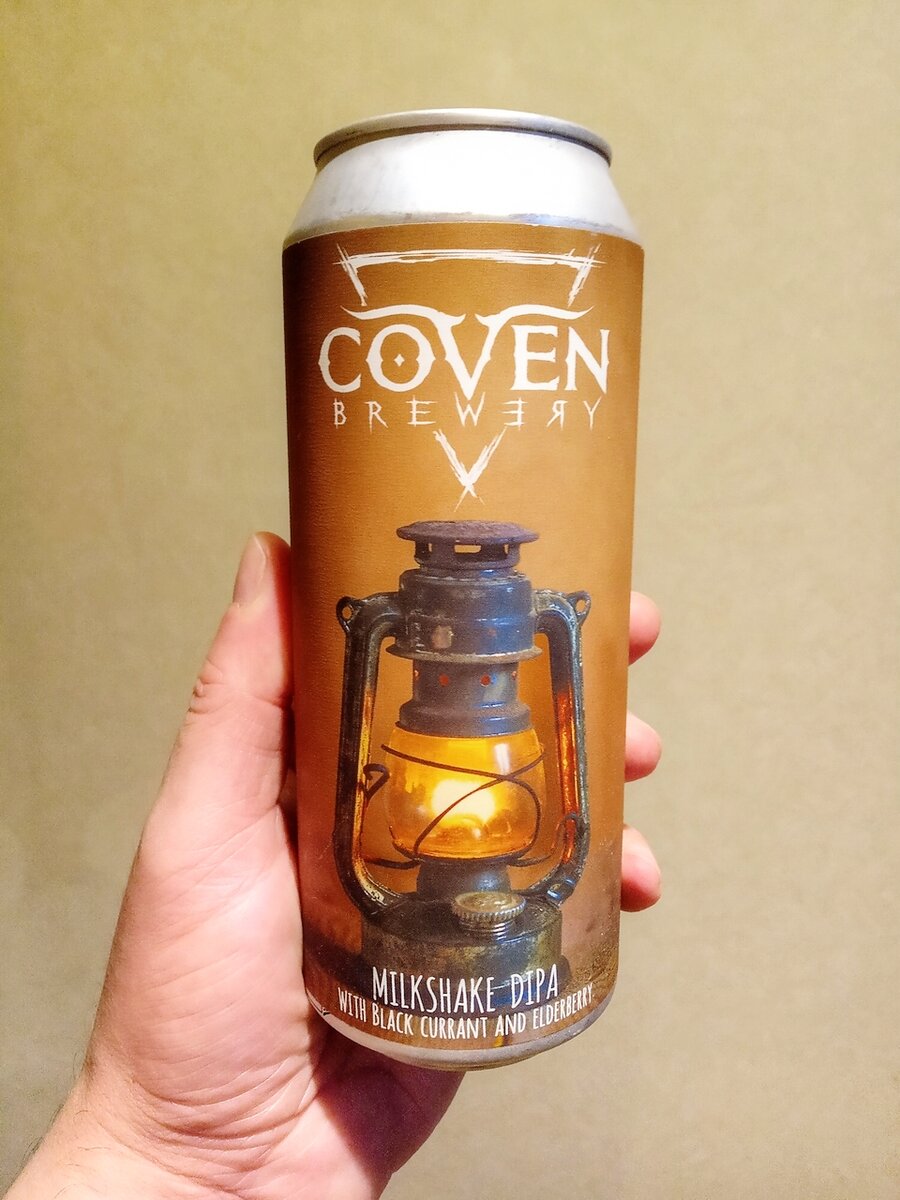 COVEN
BREWERY
MILKSHAKE DIPA
WITH BLACK CURRANT AND ELDERBERRY